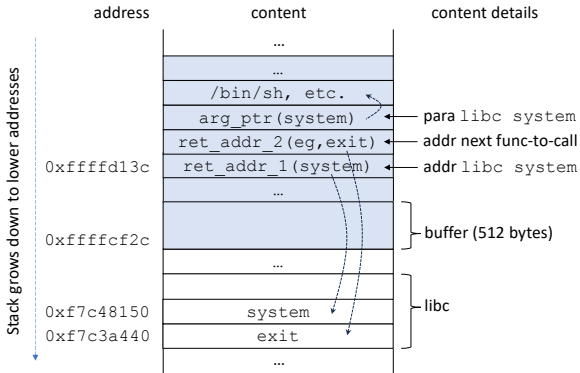 address content content details
...
...
/bin/sh, etc.
arg_ptr(system) para libc system
ret_addr_2(eg,exit) addr next func-to-call
0xffffd13c ret_addr_1(system) addr libc system
...
buffer (512 bytes)
0xffffcf2c
...
libc
0xf7c48150 system
0xf7c3a440 exit
...
Stack grows down to lower addresses